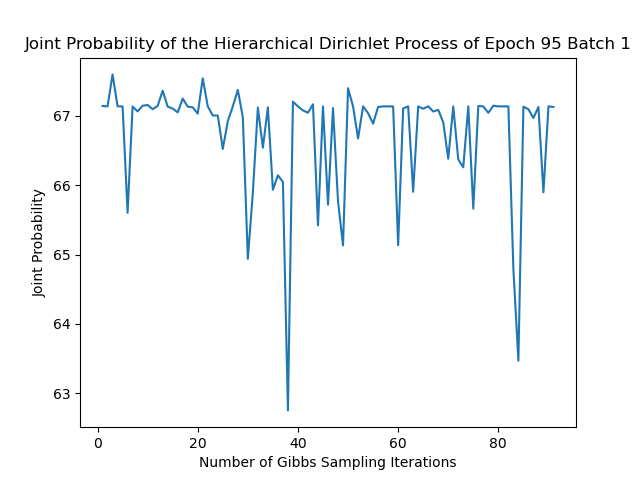 Joint Probability of the Hierarchical Dirichlet Process of Epoch 95 Batch 1
67
66
65
64
63
Joint Probability
0 20 40 60 80
Number of Gibbs Sampling Iterations